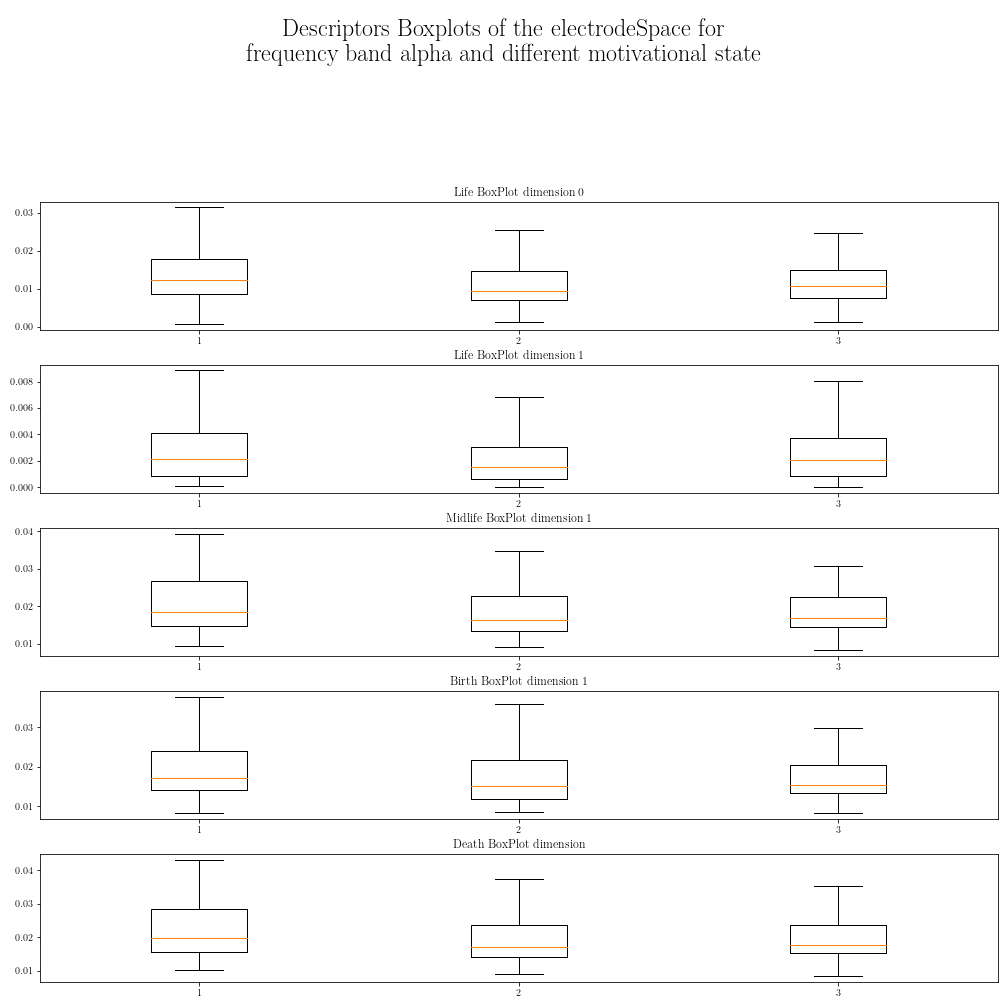 Descriptors Boxplots of the electrodeSpace for
frequency band alpha and different motivational state
Life BoxPlot dimension 0
0.03
0.02
0.01
0.00
1 2 3
Life BoxPlot dimension 1
0.008
0.006
0.004
0.002
0.000
1 2 3
Midlife BoxPlot dimension 1
0.04
0.03
0.02
0.01
1 2 3
Birth BoxPlot dimension 1
0.03
0.02
0.01
1 2 3
Death BoxPlot dimension
0.04
0.03
0.02
0.01
1 2 3